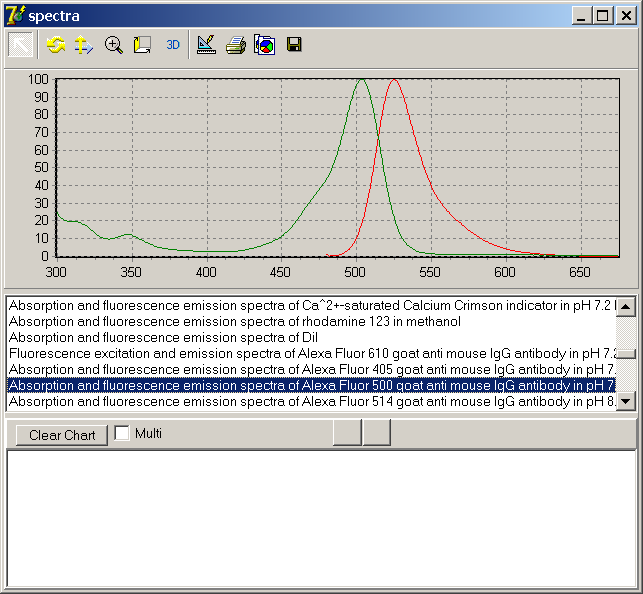 spectra
3D
100
90
80
70
60
50
40
30
20
10
0
300 350 400 450 500 550 600 650
Absorption and fluorescence emission spectra of Ca^2+-saturated Calcium Crimson indicator in pH 7.2
Absorption and fluorescence emission spectra of rhodamine 123 in methanol
Absorption and fluorescence emission spectra of DiI
Fluorescence excitation and emission spectra of Alexa Fluor 610 goat anti mouse IgG antibody in pH 7.2
Absorption and fluorescence emission spectra of Alexa Fluor 405 goat anti mouse IgG antibody in pH 7.
Absorption and fluorescence emission spectra of Alexa Fluor 500 goat anti mouse IgG antibody in pH 7
Absorption and fluorescence emission spectra of Alexa Fluor 514 goat anti mouse IgG antibody in pH 8.
Clear Chart Multi